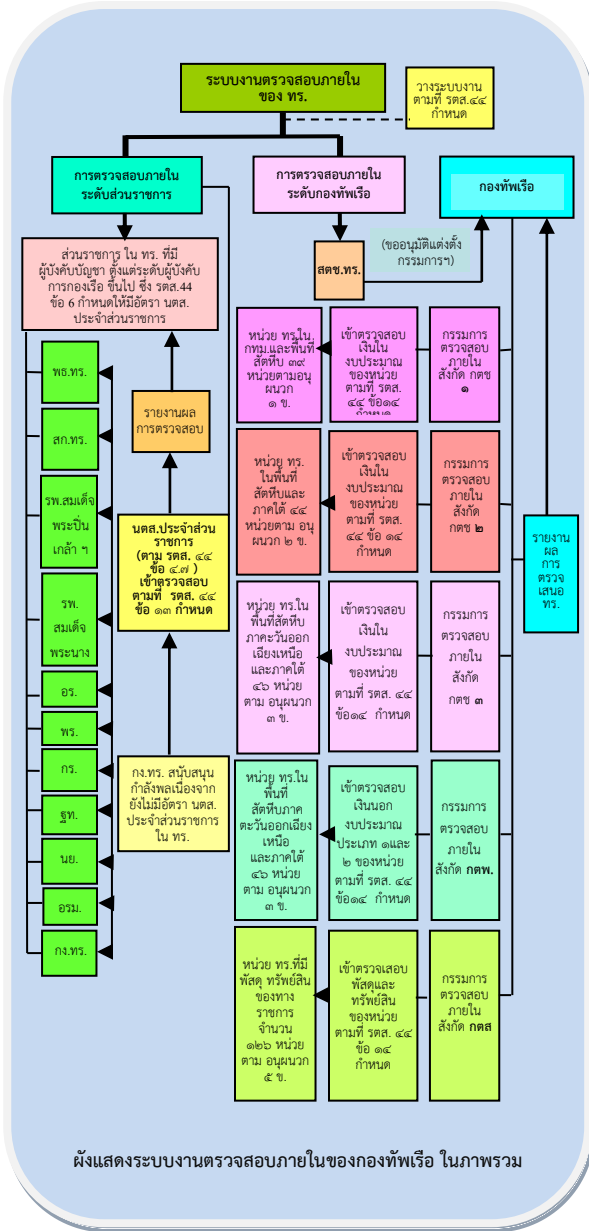 ระบบงานตรวจสอบภายใน
ของ ทร.
วางระบบงาน
ตามที่ รตส.๔๔
กำหนด
การตรวจสอบภายใน
ระดับส่วนราชการ
การตรวจสอบภายใน
ระดับกองทัพเรือ
กองทัพเรือ
ส่วนราชการ ใน ทร. ที่มี
ผู้บังคับบัญชา ตั้งแต่ระดับผู้บังคับ
การกองเรือ ขึ้นไป ซึ่ง รตส.44
ข้อ 6 กำหนดให้มีอัตรา นตส.
ประจำส่วนราชการ
สตช.ทร.
(ขออนุมัติแต่งตั้ง
กรรมการฯ)
พธ.ทร.
สก.ทร.
รพ.สมเด็จ
พระปิ่น
เกล้า ฯ
รพ.
สมเด็จ
พระนาง
อร.
พร.
กร.
ฐท.
นย.
อรม.
กง.ทร.
รายงานผล
การตรวจสอบ
นตส.ประจำส่วน
ราชการ
(ตาม รตส. ๔๔
ข้อ ๔.๗ )
เข้าตรวจสอบ
ตามที่ รตส. ๔๔
ข้อ ๑๓ กำหนด
กง.ทร. สนับสนุน
กำลังพลเนื่องจาก
ยังไม่มีอัตรา นตส.
ประจำส่วนราชการ
ใน ทร.
หน่วย ทร.ใน
กทม.และพื้นที่
สัตหีบ ๓๙
หน่วยตามอนุ
ผนวก
๑ ข.
เข้าตรวจสอบ
เงินใน
งบประมาณ
ของหน่วย
ตามที่ รตส.
๔๔ ข้อ๑๔
กำหนด
กรรมการ
ตรวจสอบ
ภายใน
สังกัด กตช
๑
หน่วย ทร.
ในพื้นที่
สัตหีบและ
ภาคใต้ ๔๔
หน่วยตาม อนุ
ผนวก ๒ ข.
เข้าตรวจสอบ
เงินใน
งบประมาณ
ของหน่วย
ตามที่ รตส.
๔๔ ข้อ ๑๔
กำหนด
กรรมการ
ตรวจสอบ
ภายใน
สังกัด
กตช ๒
หน่วย ทร.ใน
พื้นที่สัตหีบ
ภาคะวันออก
เฉียงเหนือ
และภาคใต้
๔๖ หน่วย
ตาม อนุผนวก
๓ ข.
เข้าตรวจสอบ
เงินใน
งบประมาณ
ของหน่วย
ตามที่ รตส. ๔๔
ข้อ๑๔ กำหนด
กรรมการ
ตรวจสอบ
ภายใน
สังกัด
กตช ๓
หน่วย ทร.ใน
พื้นที่
สัตหีบภาค
ตะวันออกเฉียง
เหนือ
และภาคใต้
๔๖ หน่วย
ตาม อนุผนวก
๓ ข.
เข้าตรวจสอบ
เงินนอก
งบประมาณ
ประเภท ๑และ
๒ ของหน่วย
ตามที่ รตส. ๔๔
ข้อ๑๔ กำหนด
กรรมการ
ตรวจสอบ
ภายใน
สังกัด กตพ.
หน่วย ทร.ที่มี
พัสดุ ทรัพย์สิน
ของทาง
ราชการ
จำนวน
๑๒๖ หน่วย
ตาม อนุผนวก
๕ ข.
เข้าตรวจเสอบ
พัสดุและ
ทรัพย์สิน
ของหน่วย
ตามที่ รตส. ๔๔
ข้อ ๑๔
กำหนด
กรรมการ
ตรวจสอบ
ภายใน
สังกัด กตส
รายงาน
ผล
การ
ตรวจ
เสนอ
ทร.
ผังแสดงระบบงานตรวจสอบภายในของกองทัพเรือ ในภาพรวม